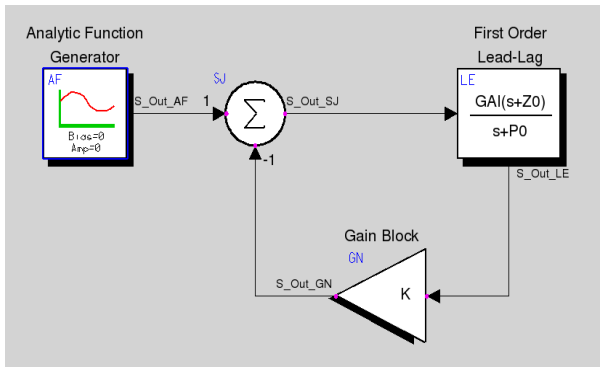 Analytic Function
Generator
First Order
Lead-Lag
AF
SJ
LE
S_Out_AF
1
Σ
S_Out_SJ
GAI(s+Z0)
s+P0
Bias=0
Amp=0
-1
S_Out_LE
Gain Block
GN
S_Out_GN
K